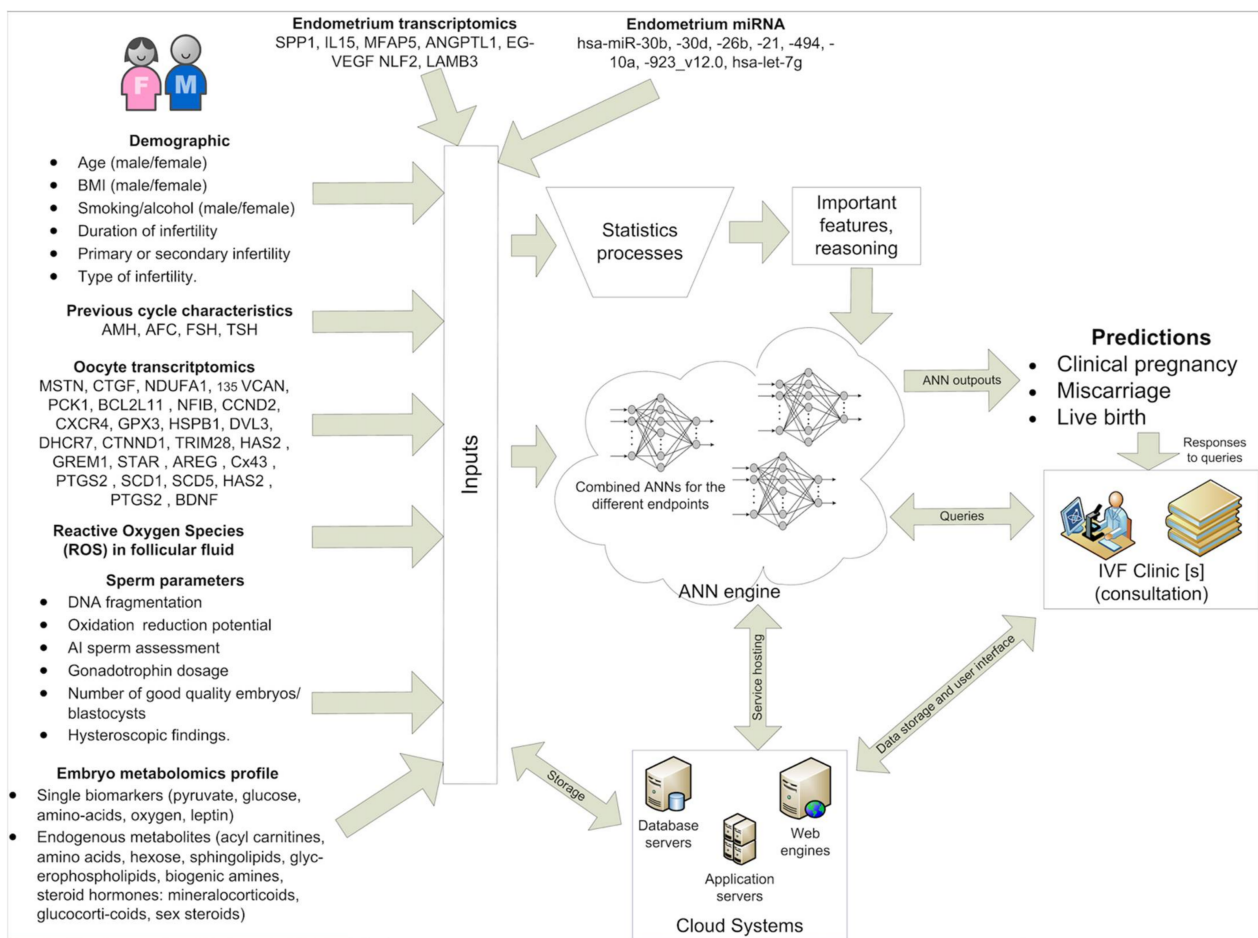 Endometrium transcriptomics
SPP1, IL15, MFAP5, ANGPTL1, EG-
VEGF NLF2, LAMB3
Endometrium miRNA
hsa-miR-30b, -30d, -26b, -21, -494, -
10a, -923_v12.0, hsa-let-7g
F
M
Demographic
• Age (male/female)
• BMI (male/female)
• Smoking/alcohol (male/female)
• Duration of infertility
• Primary or secondary infertility
• Type of infertility.
Previous cycle characteristics
AMH, AFC, FSH, TSH
Oocyte transcritptomics
MSTN, CTGF, NDUFA1, 135 VCAN,
PCK1, BCL2L11 , NFIB, CCND2,
CXCR4, GPX3, HSPB1, DVL3,
DHCR7, CTNND1, TRIM28, HAS2 ,
GREM1, STAR , AREG , Cx43 ,
PTGS2 , SCD1, SCD5, HAS2 ,
PTGS2 , BDNF
Reactive Oxygen Species
(ROS) in follicular fluid
Sperm parameters
• DNA fragmentation
• Oxidation reduction potential
• AI sperm assessment
• Gonadotrophin dosage
• Number of good quality embryos/
blastocysts
• Hysteroscopic findings.
Embryo metabolomics profile
• Single biomarkers (pyruvate, glucose,
amino-acids, oxygen, leptin)
• Endogenous metabolites (acyl carnitines,
amino acids, hexose, sphingolipids, glyc-
erophospholipids, biogenic amines,
steroid hormones: mineralocorticoids,
glucocorti-coids, sex steroids)
Inputs
Statistics
processes
Important
features,
reasoning
Combined ANNs for the
different endpoints
ANN engine
ANN outpouts
Predictions
• Clinical pregnancy
• Miscarriage
• Live birth
Responses
to queries
Queries
IVF Clinic [s]
(consultation)
Service hosting
Data storage and user interface
Storage
Database
servers
Web
engines
Application
servers
Cloud Systems